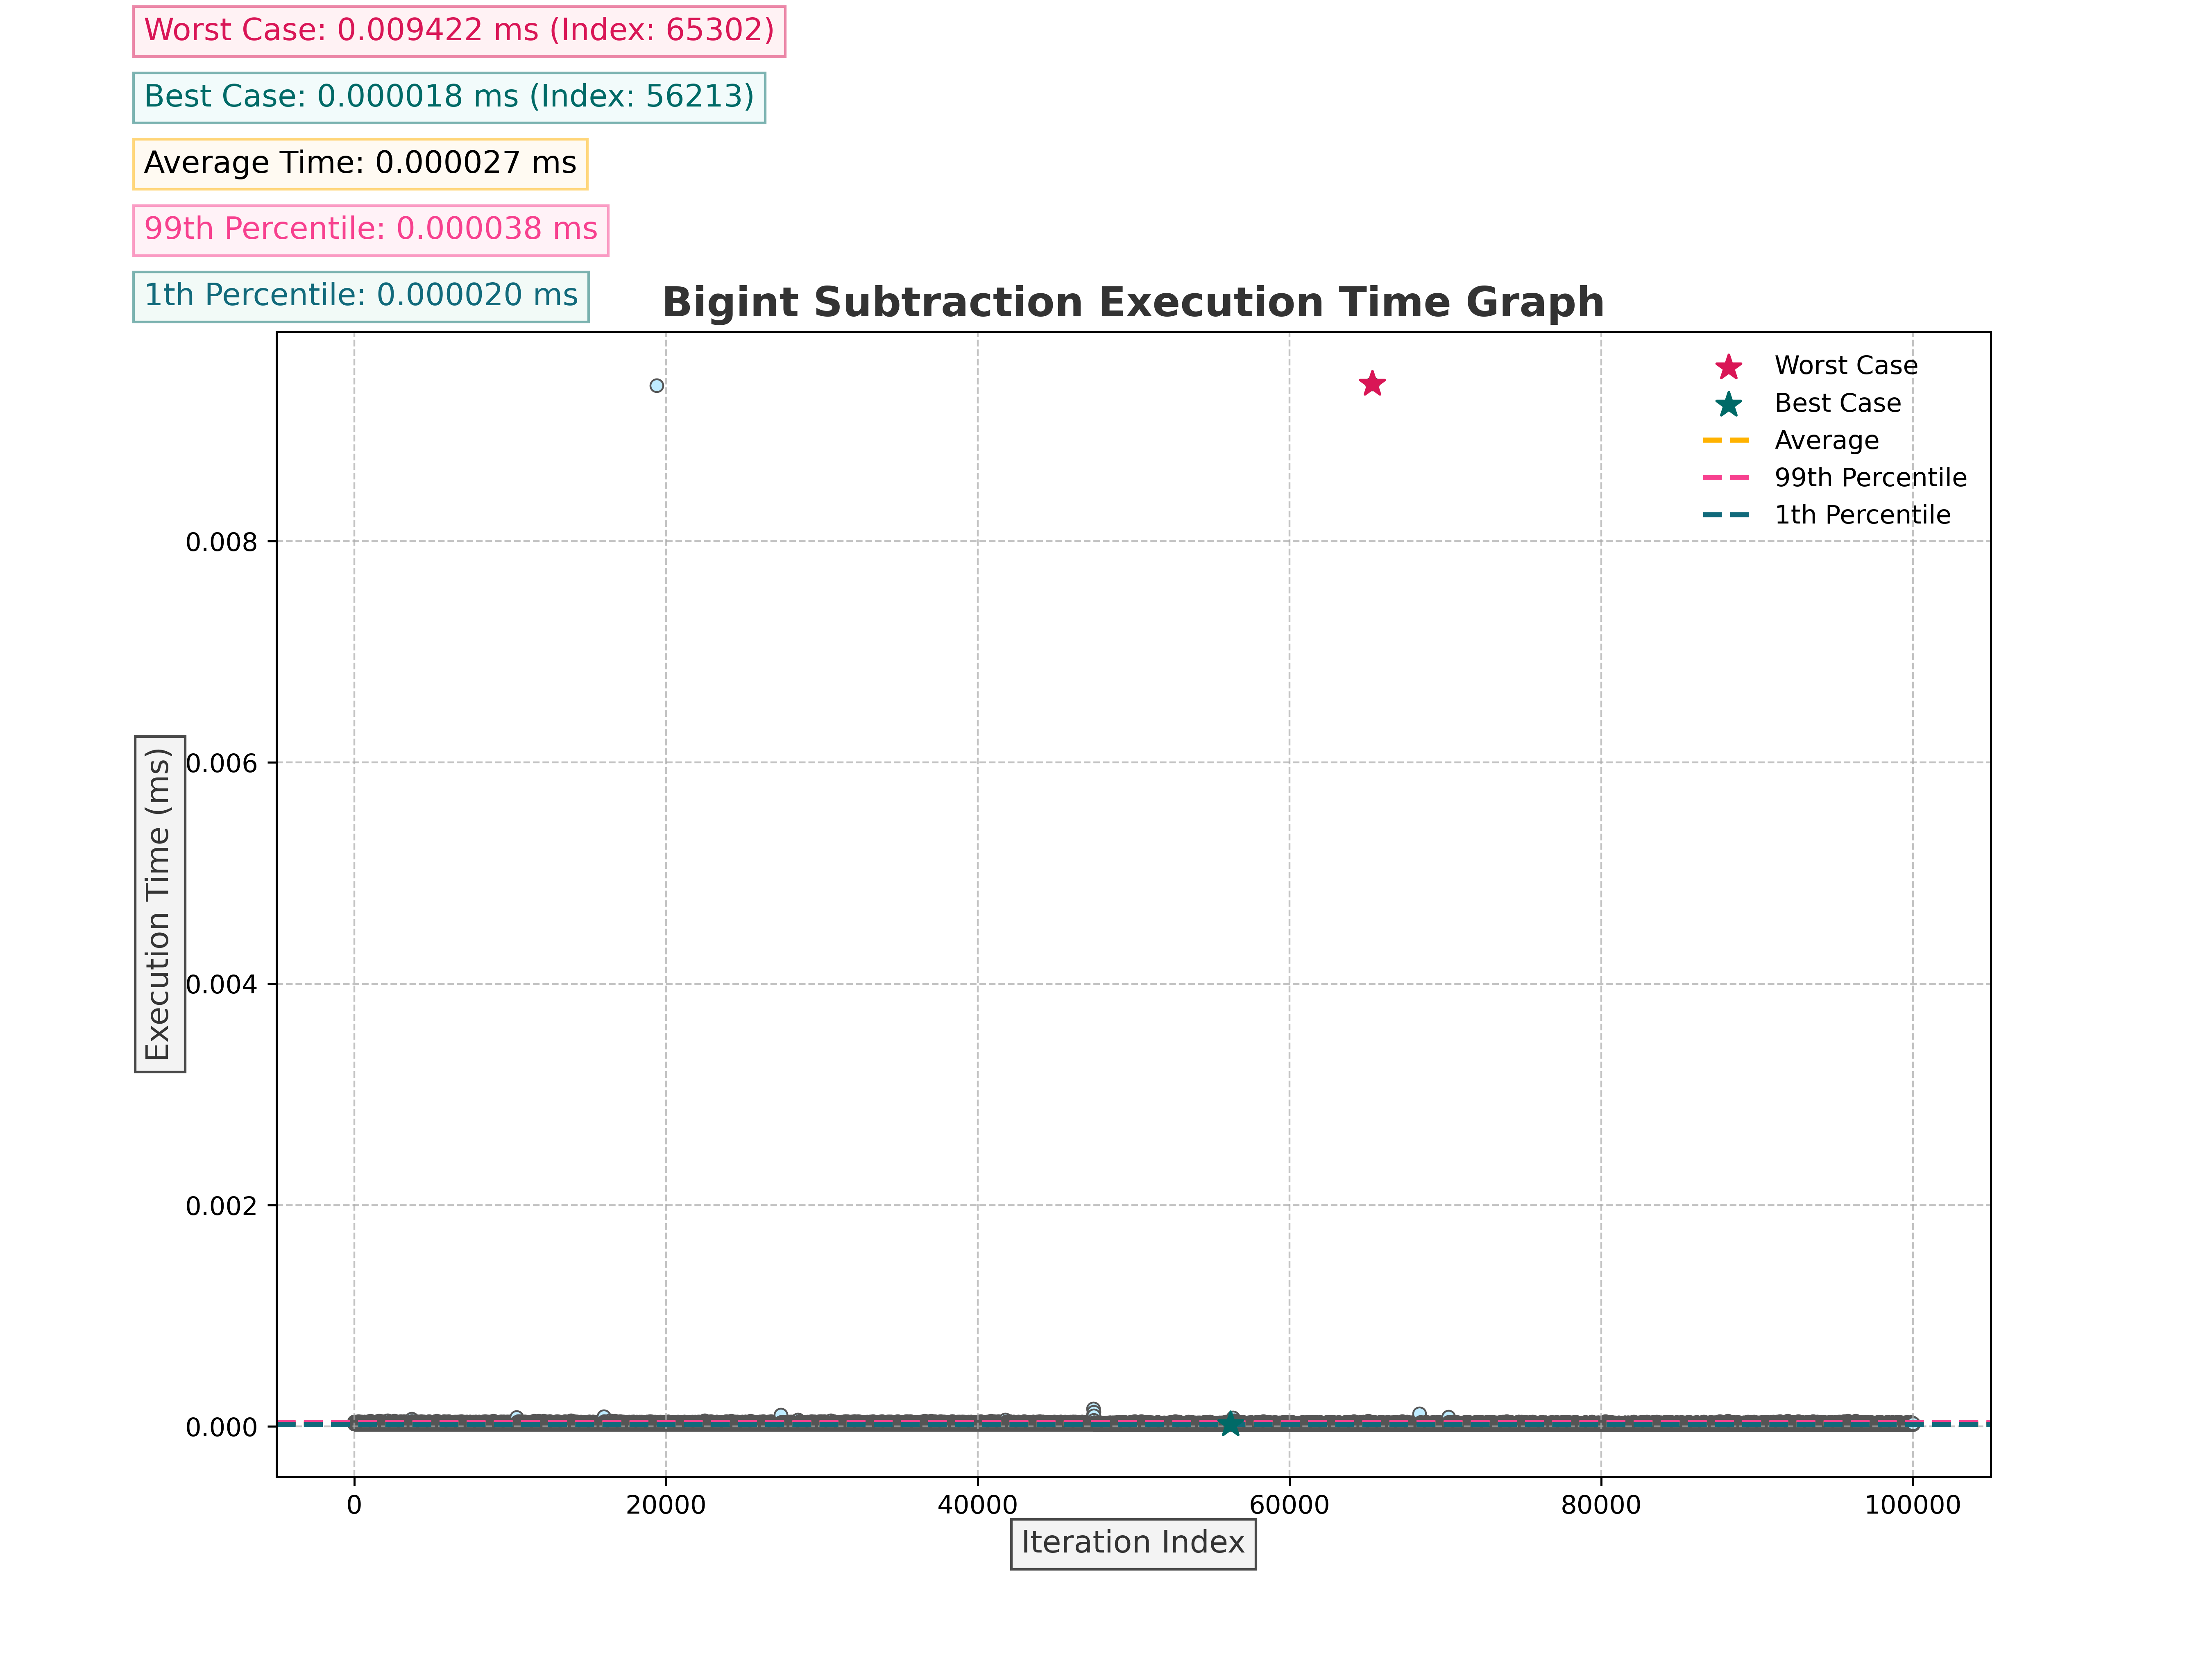 Worst Case: 0.009422 ms (Index: 65302)
Best Case: 0.000018 ms (Index: 56213)
Average Time: 0.000027 ms
99th Percentile: 0.000038 ms
1th Percentile: 0.000020 ms
Bigint Subtraction Execution Time Graph
Worst Case
Best Case
Average
99th Percentile
1th Percentile
Execution Time (ms)
0.008
0.006
0.004
0.002
0.000
0 20000 40000 60000 80000 100000
Iteration Index